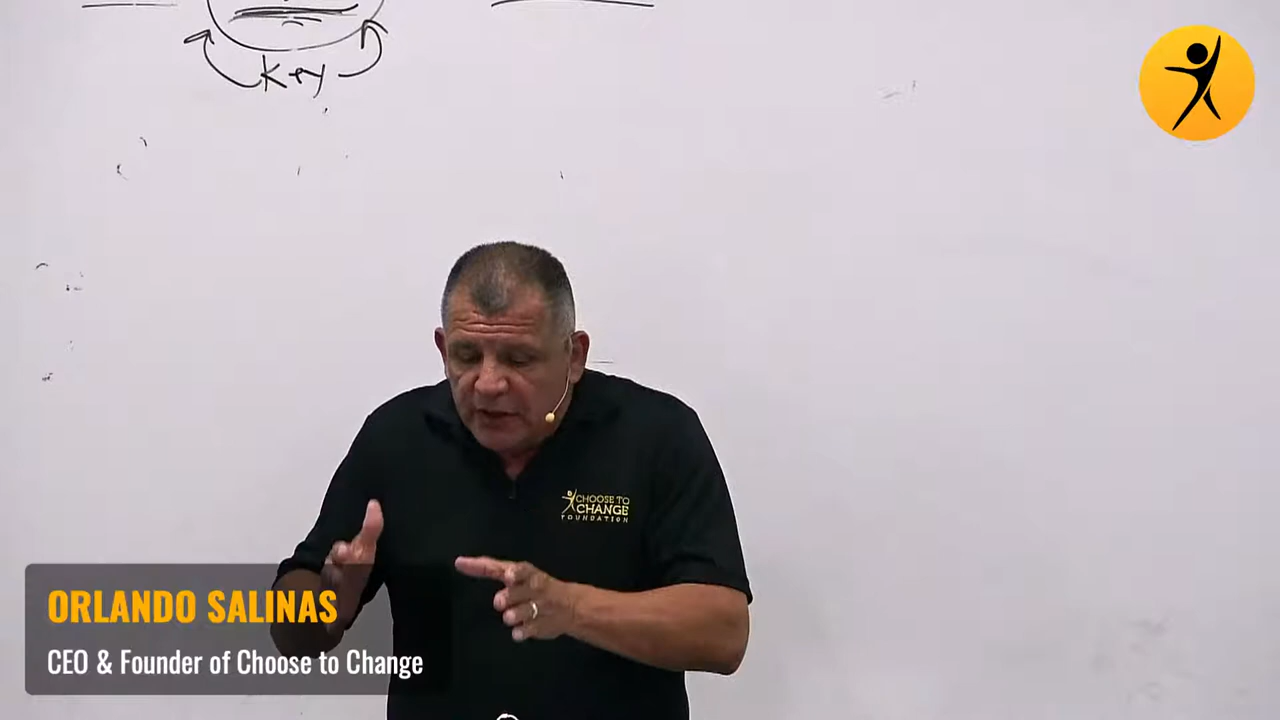 Key
CHOOSE TO
CHANGE
FOUNDATION
ORLANDO SALINAS
CEO & Founder of Choose to Change